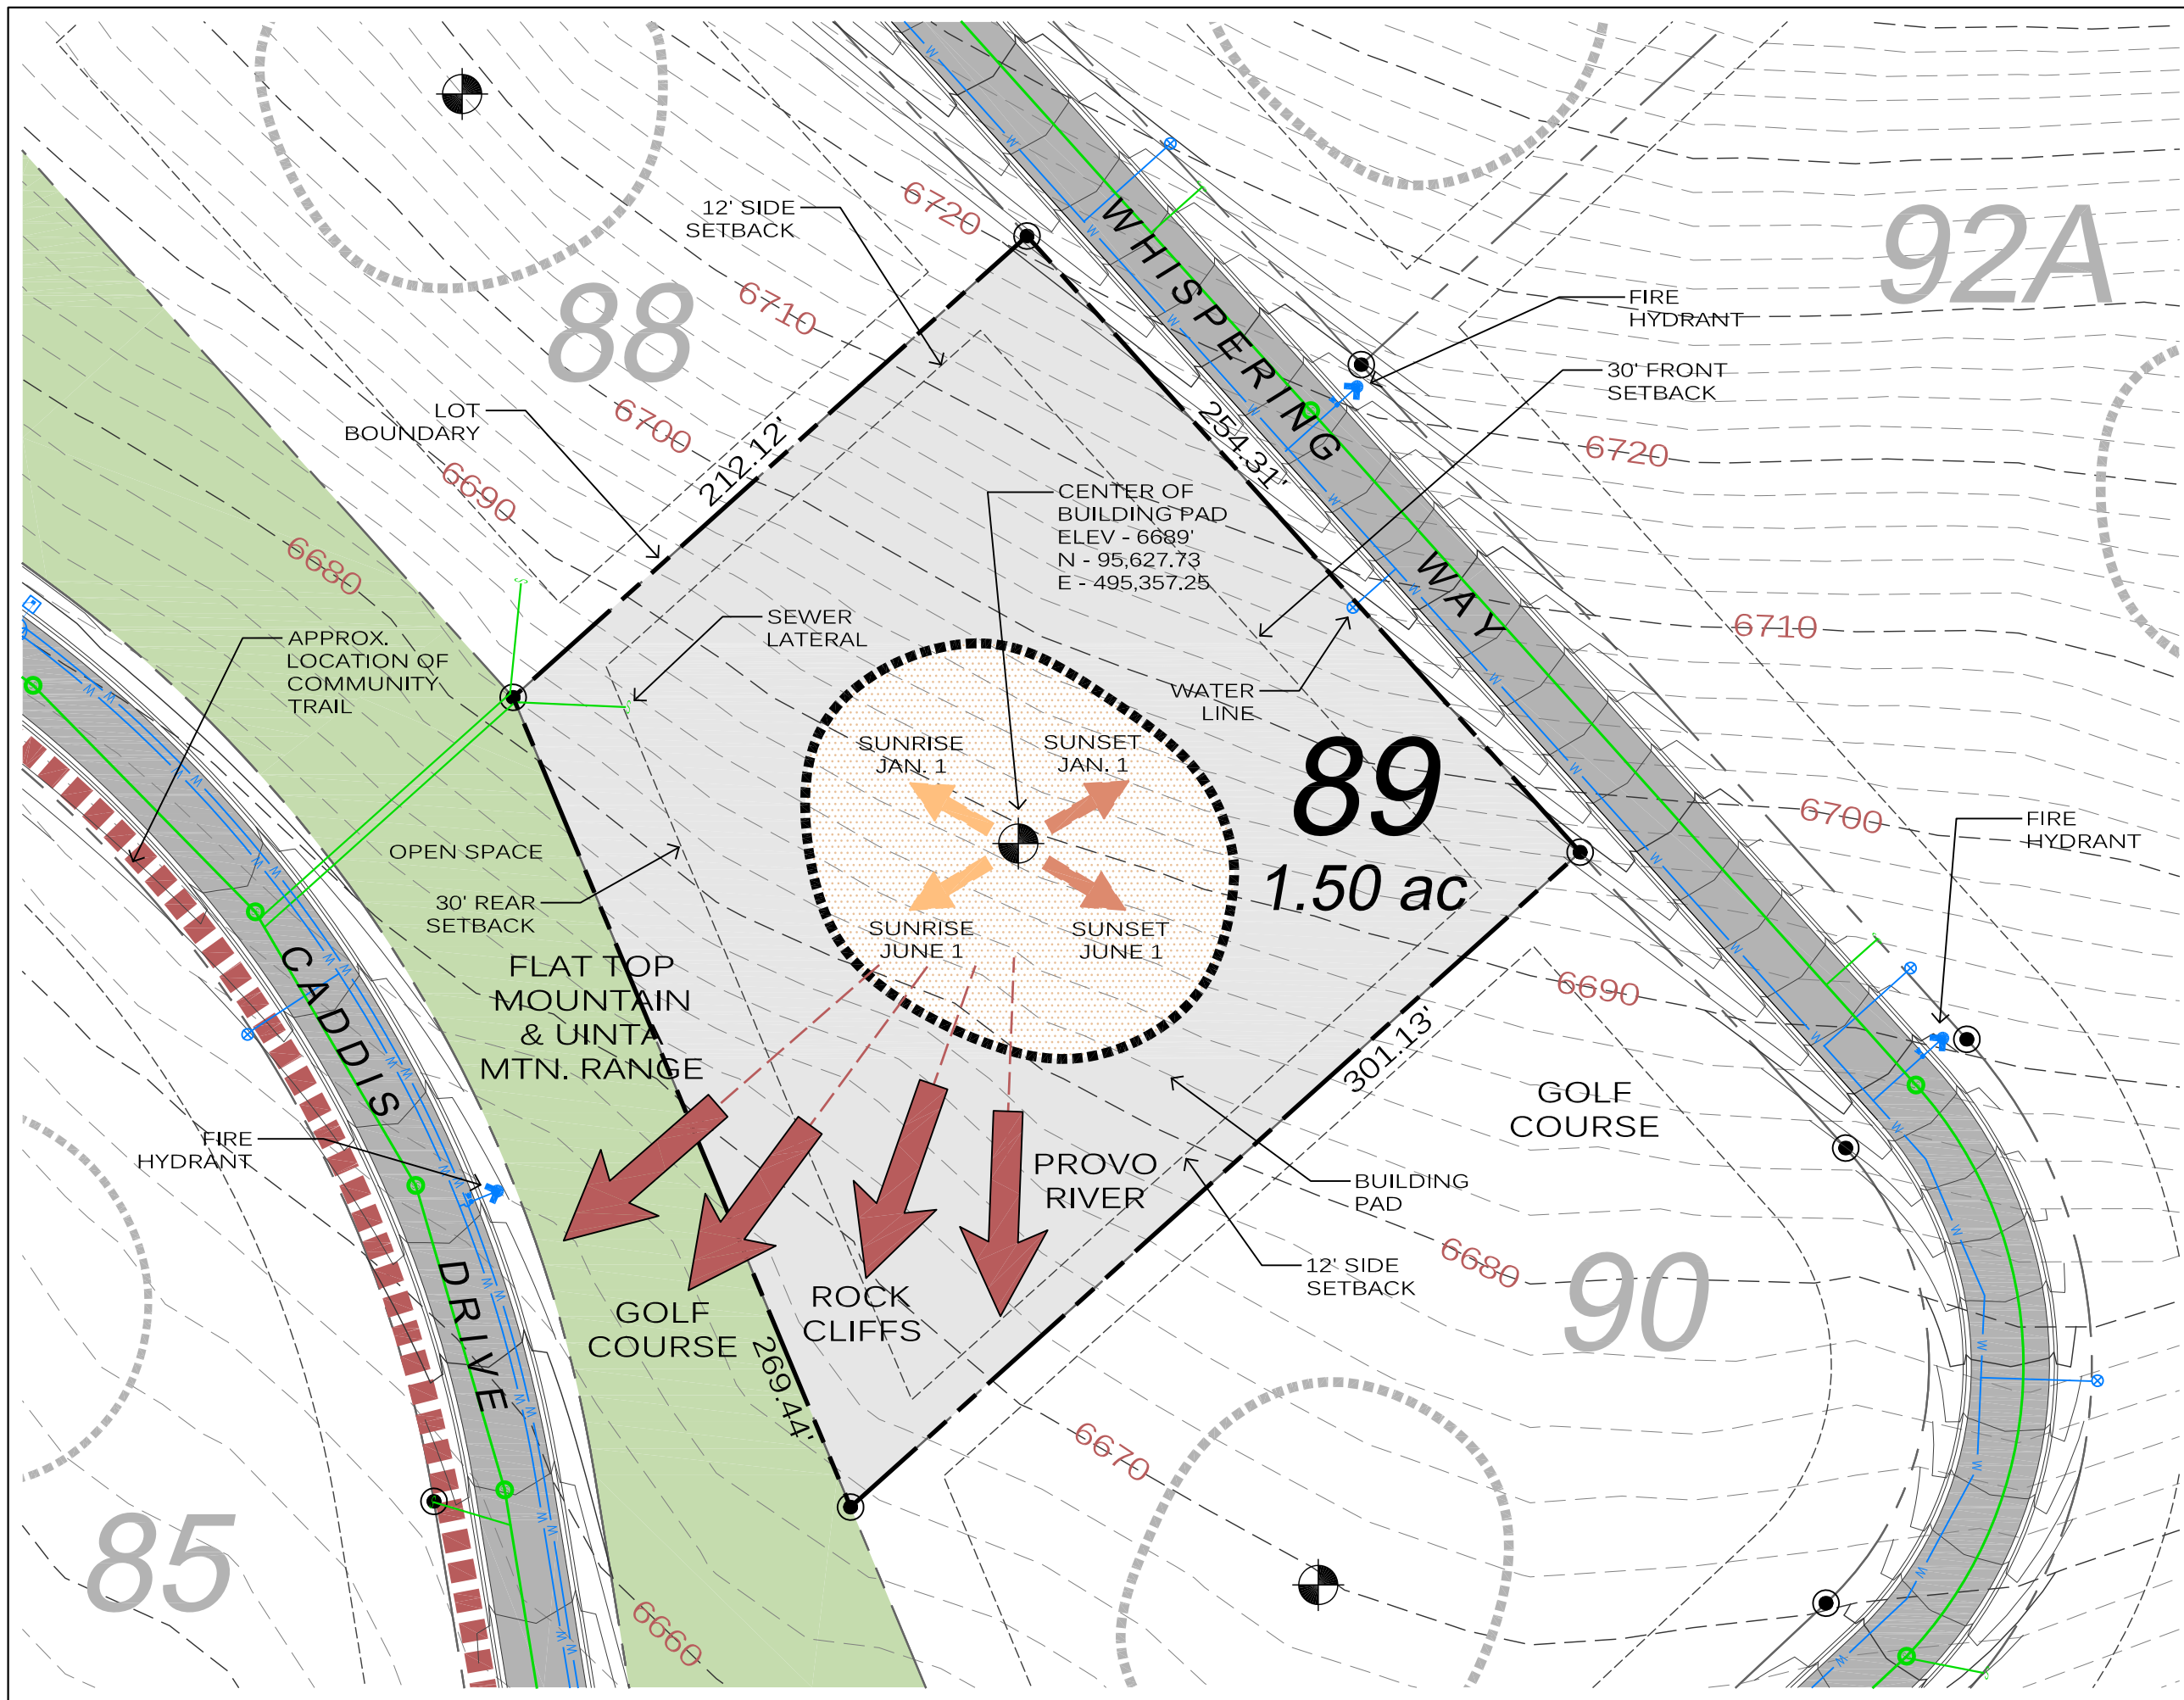 12' SIDE
SETBACK
6720
WHISPERING
WAY
92A
88
6710
FIRE
HYDRANT
30' FRONT
SETBACK
LOT
BOUNDARY
6700
212.12'
254.31'
6720
6690
CENTER OF
BUILDING PAD
ELEV - 6689'
N - 95,627.73
E - 495,357.25
6680
SEWER
LATERAL
6710
APPROX.
LOCATION OF
COMMUNITY
TRAIL
WATER
LINE
SUNRISE
JAN. 1
SUNSET
JAN. 1
89
1.50 ac
6700
FIRE
HYDRANT
OPEN SPACE
30' REAR
SETBACK
SUNRISE
JUNE 1
SUNSET
JUNE 1
FLAT TOP
MOUNTAIN
& UINTA
MTN. RANGE
6690
CADDIS
DRIVE
301.13'
GOLF
COURSE
FIRE
HYDRANT
PROVO
RIVER
BUILDING
PAD
12' SIDE
SETBACK
6680
90
ROCK
CLIFFS
GOLF
COURSE
269.44'
6670
85
6660
W
S